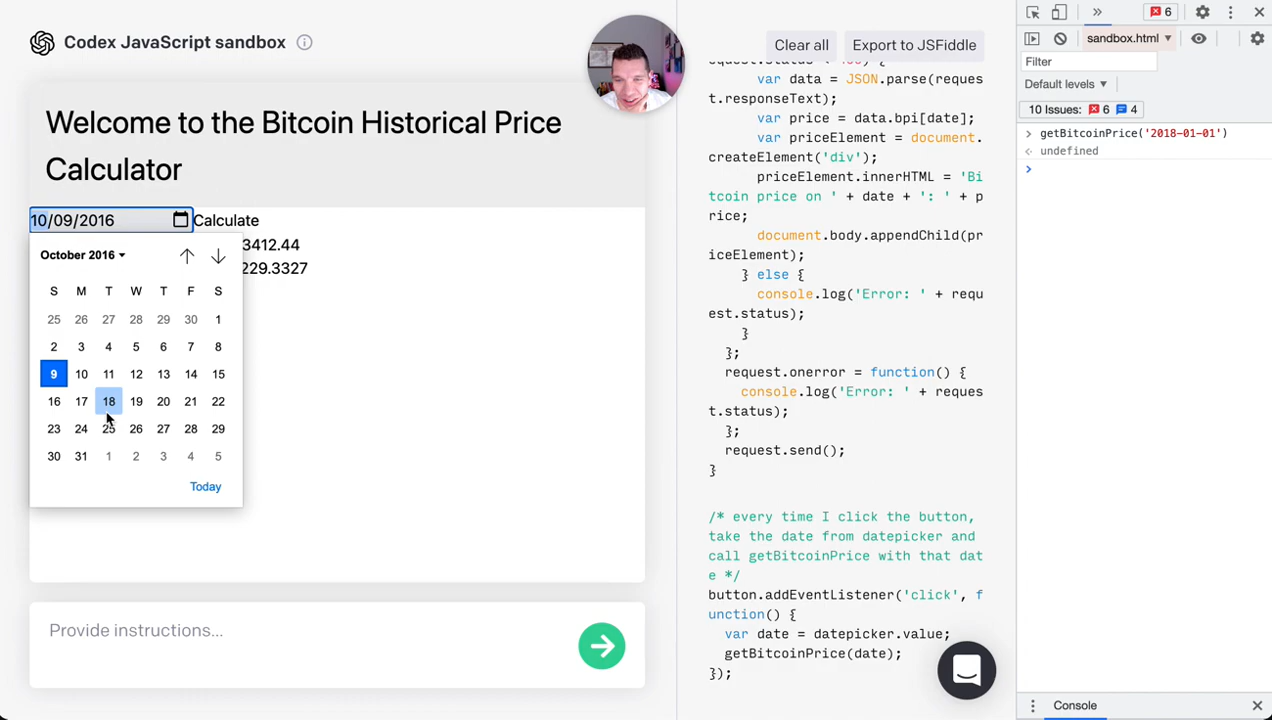 Codex JavaScript sandbox
Clear all
Export to JSFiddle
Welcome to the Bitcoin Historical Price
Calculator
10/09/2016
Calculate
3412.44
229.3327
October 2016
S M T W T F S
25 26 27 28 29 30 1
2 3 4 5 6 7 8
9 10 11 12 13 14 15
16 17 18 19 20 21 22
23 24 25 26 27 28 29
30 31 1 2 3 4 5
Today
Provide instructions...
var data = JSON.parse(reques
t.responseText);
var price = data.bpi[date];
var priceElement = document.
createElement('div');
priceElement.innerHTML = 'Bi
tcoin price on ' + date + ': ' + p
rice;
document.body.appendChild(pr
iceElement);
} else {
console.log('Error: ' + requ
est.status);
}
};
request.onerror = function() {
console.log('Error: ' + reques
t.status);
};
request.send();
}
/* every time I click the button,
take the date from datepicker and
call getBitcoinPrice with that dat
e */
button.addEventListener('click', f
unction() {
var date = datepicker.value;
getBitcoinPrice(date);
});
6
sandbox.html
Filter
Default levels
10 Issues: 6 4
getBitcoinPrice('2018-01-01')
undefined
Console